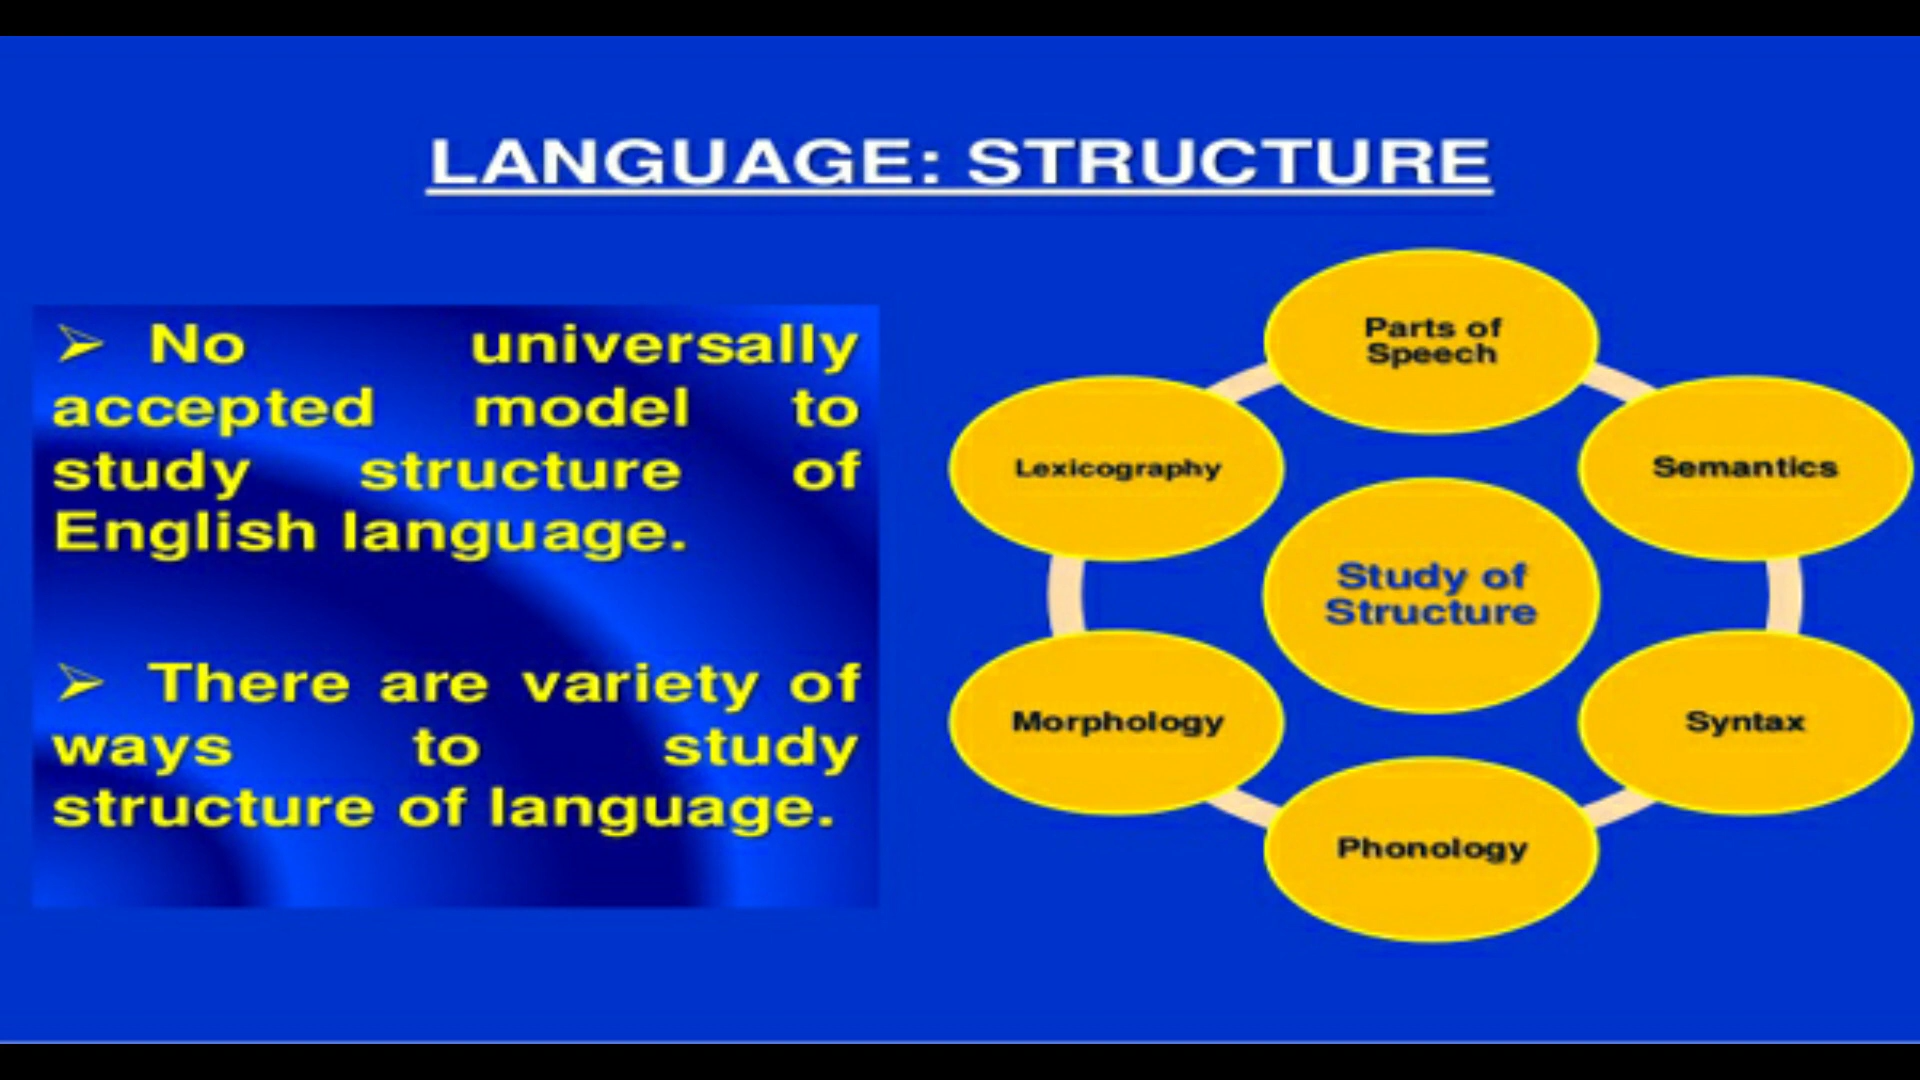 LANGUAGE: STRUCTURE
➢ No universally
accepted model to
study structure of
English language.
➢ There are variety of
ways to study
structure of language.
Parts of
Speech
Semantics
Syntax
Phonology
Morphology
Lexicography
Study of
Structure